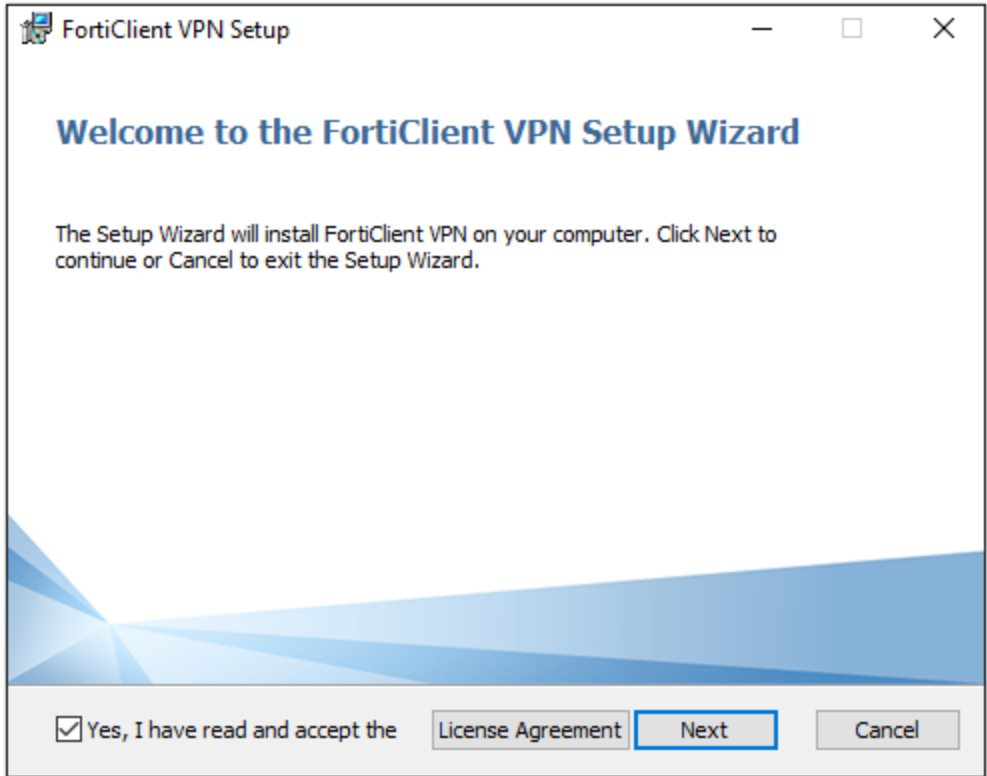 FortiClient VPN Setup
Welcome to the FortiClient VPN Setup Wizard
The Setup Wizard will install FortiClient VPN on your computer. Click Next to
continue or Cancel to exit the Setup Wizard.
Yes, I have read and accept the License Agreement Next Cancel